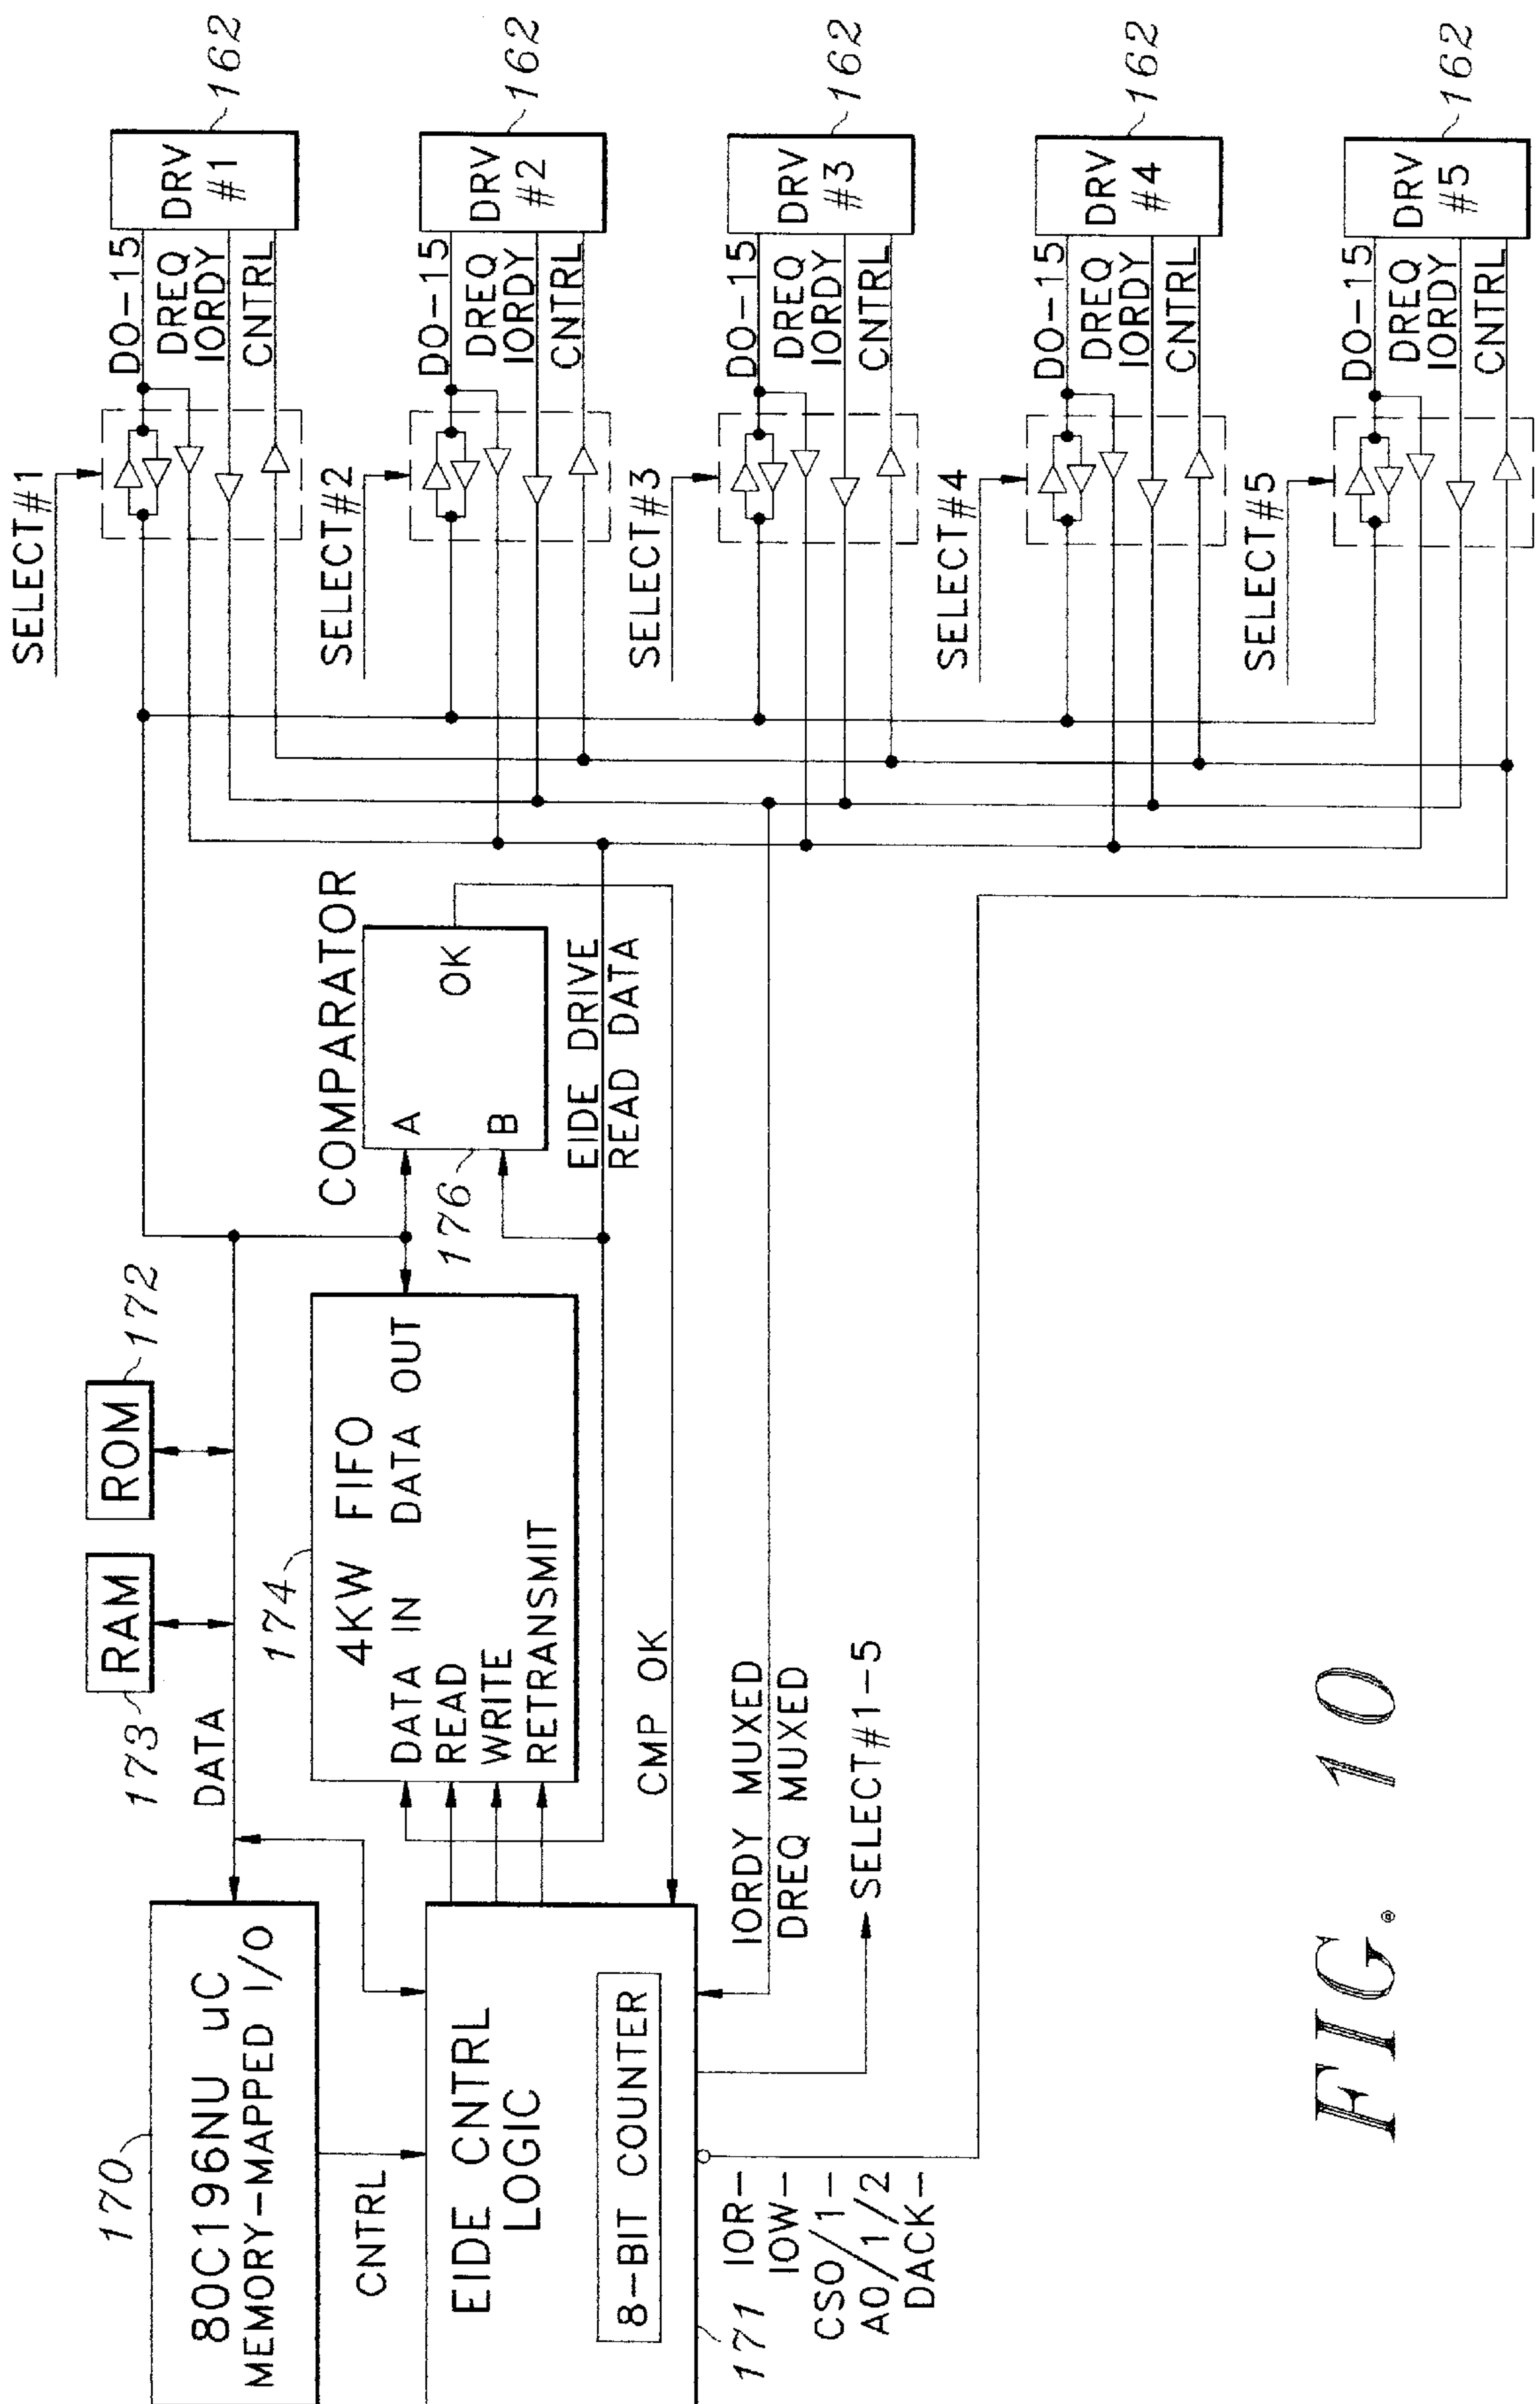 170
80C196NU uC
MEMORY-MAPPED I/O
173
RAM
ROM
172
DATA
CNTRL
EIDE CNTRL
LOGIC
8-BIT COUNTER
171
174
4KW FIFO
DATA IN
DATA OUT
READ
WRITE
RETRANSMIT
COMPARATOR
A
B
OK
176
EIDE DRIVE
READ DATA
CMP OK
IORDY MUXED
DREQ MUXED
SELECT#1-5
IOR-
IOW-
CS0/1-
A0/1/2
DACK-
SELECT#1
DO-15
DREQ
IORDY
CNTRL
DRV
#1
162
SELECT#2
DO-15
DREQ
IORDY
CNTRL
DRV
#2
162
SELECT#3
DO-15
DREQ
IORDY
CNTRL
DRV
#3
162
SELECT#4
DO-15
DREQ
IORDY
CNTRL
DRV
#4
162
SELECT#5
DO-15
DREQ
IORDY
CNTRL
DRV
#5
162
FIG. 10